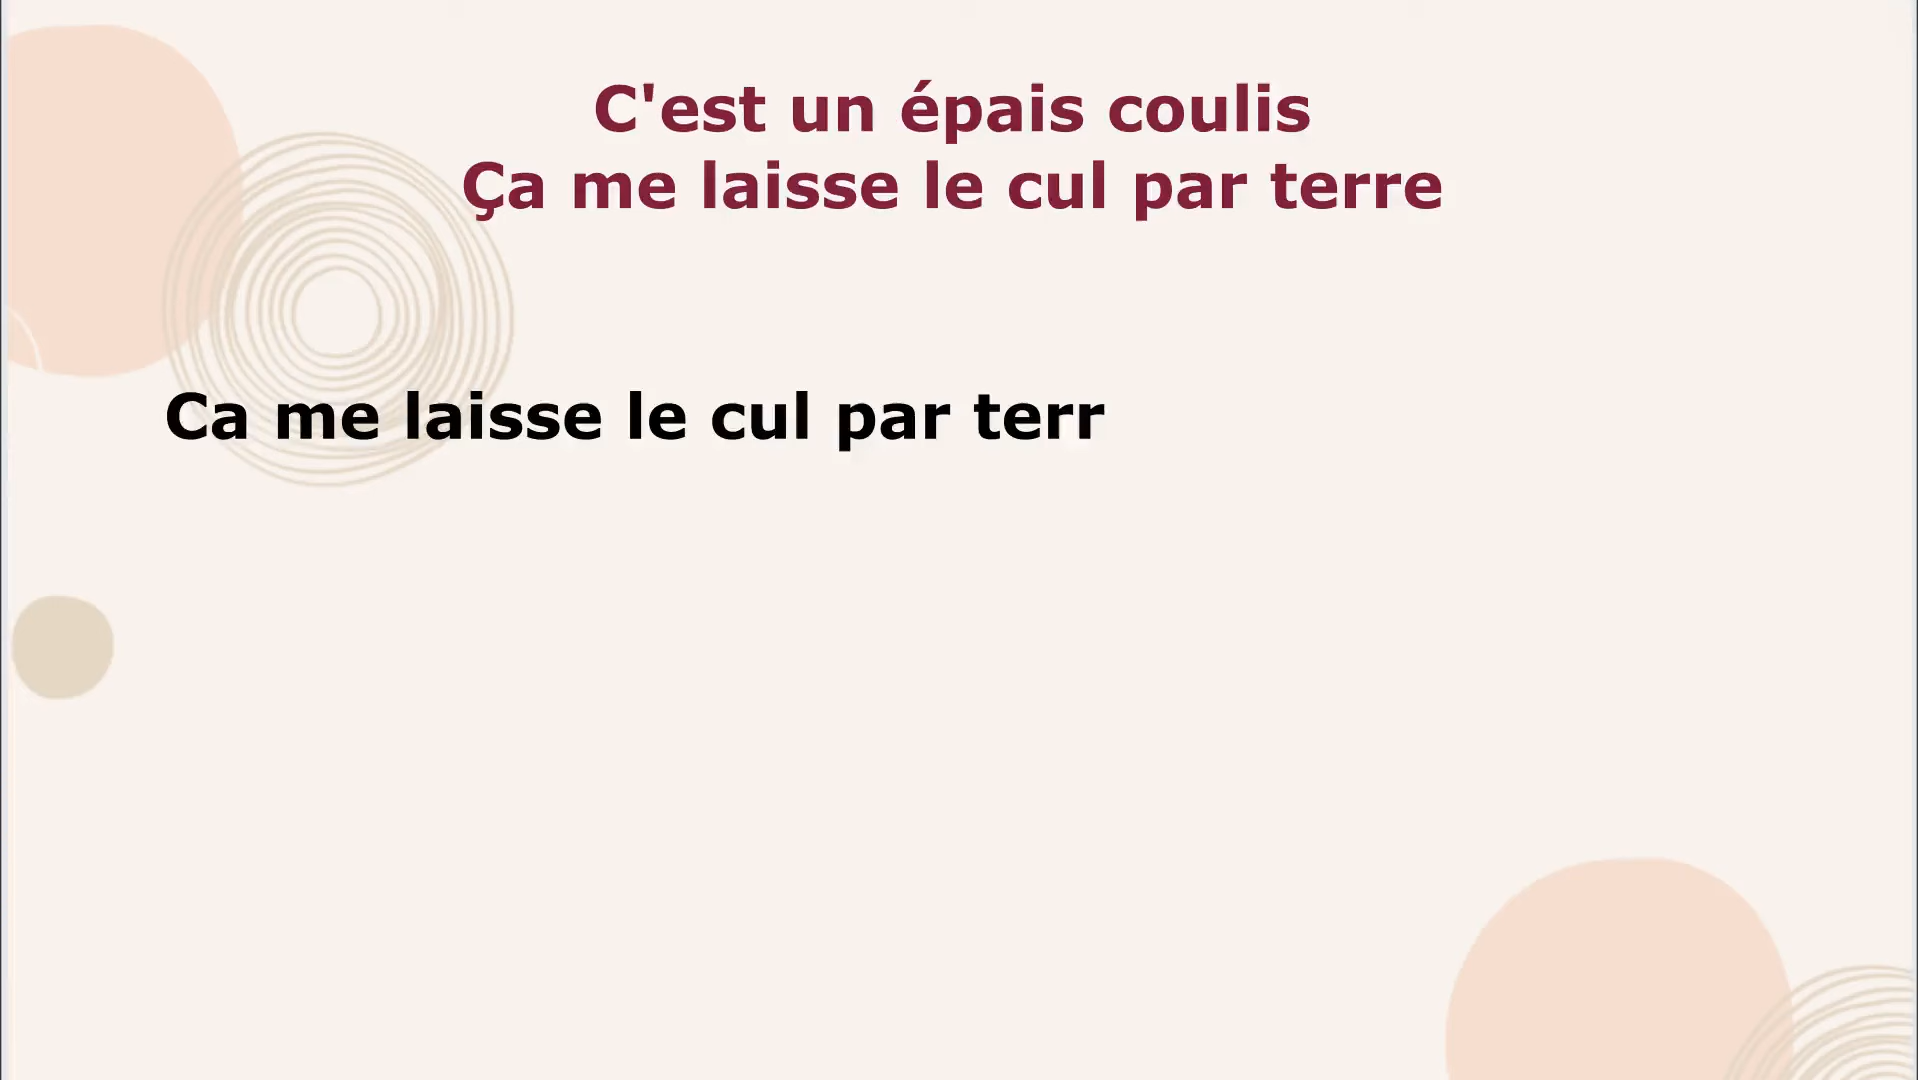 C'est un épais coulis
Ça me laisse le cul par terre
Ca me laisse le cul par terr